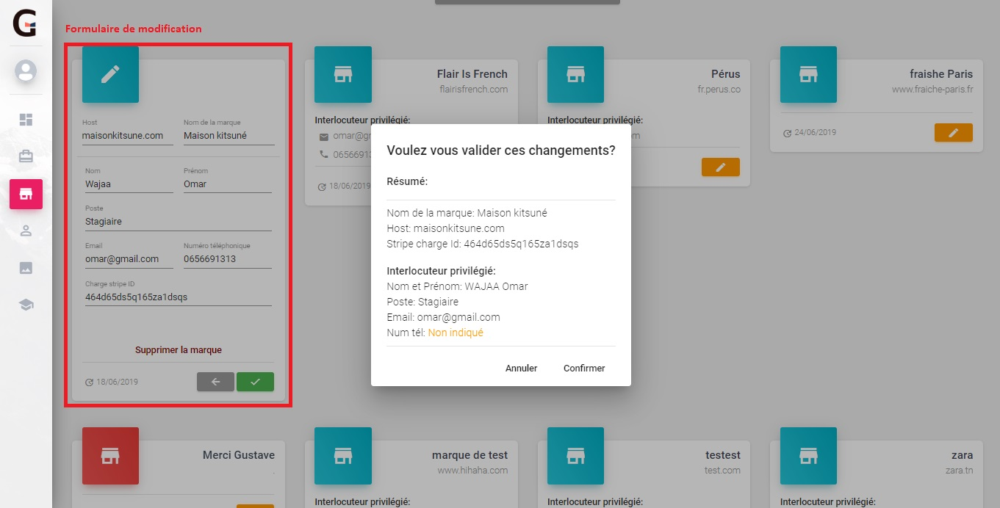 G
Formulaire de modification
Host
maisonkitsune.com
Nom de la marque
Maison kitsuné
Nom
Wajaa
Prénom
Omar
Poste
Stagiaire
Email
omar@gmail.com
Numéro téléphonique
0656691313
Charge stripe ID
464d65ds5q165za1dsqs
Supprimer la marque
18/06/2019
Flair Is French
flairisfrench.com
Interlocuteur privilégié:
omar@gr
06566913
18/06/2019
Pérus
fr.perus.co
Interlocuteur privilégié:
om
fraishe Paris
www.fraiche-paris.fr
24/06/2019
Voulez vous valider ces changements?
Résumé:
Nom de la marque: Maison kitsuné
Host: maisonkitsune.com
Stripe charge Id: 464d65ds5q165za1dsqs
Interlocuteur privilégié:
Nom et Prénom: WAJAA Omar
Poste: Stagiaire
Email: omar@gmail.com
Num tél: Non indiqué
Annuler
Confirmer
Merci Gustave
.
marque de test
www.hihaha.com
Interlocuteur privilégié:
testest
test.com
Interlocuteur privilégié:
zara
zara.tn
Interlocuteur privilégié: